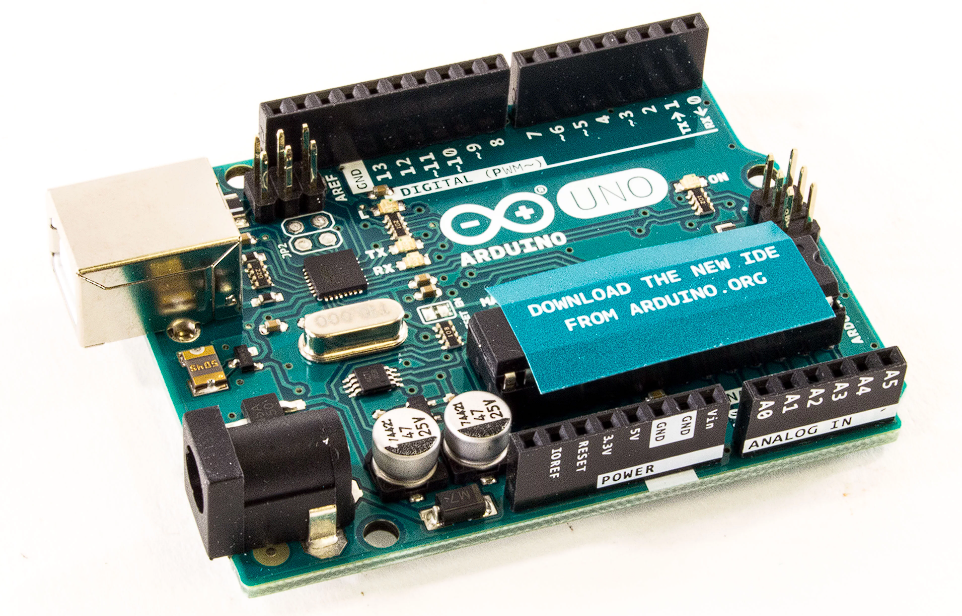 GND
AREF
13
12
~11
~10
~9
8
7
~6
~5
4
~3
2
TX→1
RX←0
DIGITAL (PWM~)
UNO
ARDUINO
ON
JP2
TX
RX
DOWNLOAD THE NEW IDE
FROM ARDUINO.ORG
47
25V
47
25V
IOREF
RESET
3.3V
5V
GND
GND
Vin
POWER
A0
A1
A2
A3
A4
A5
ANALOG IN